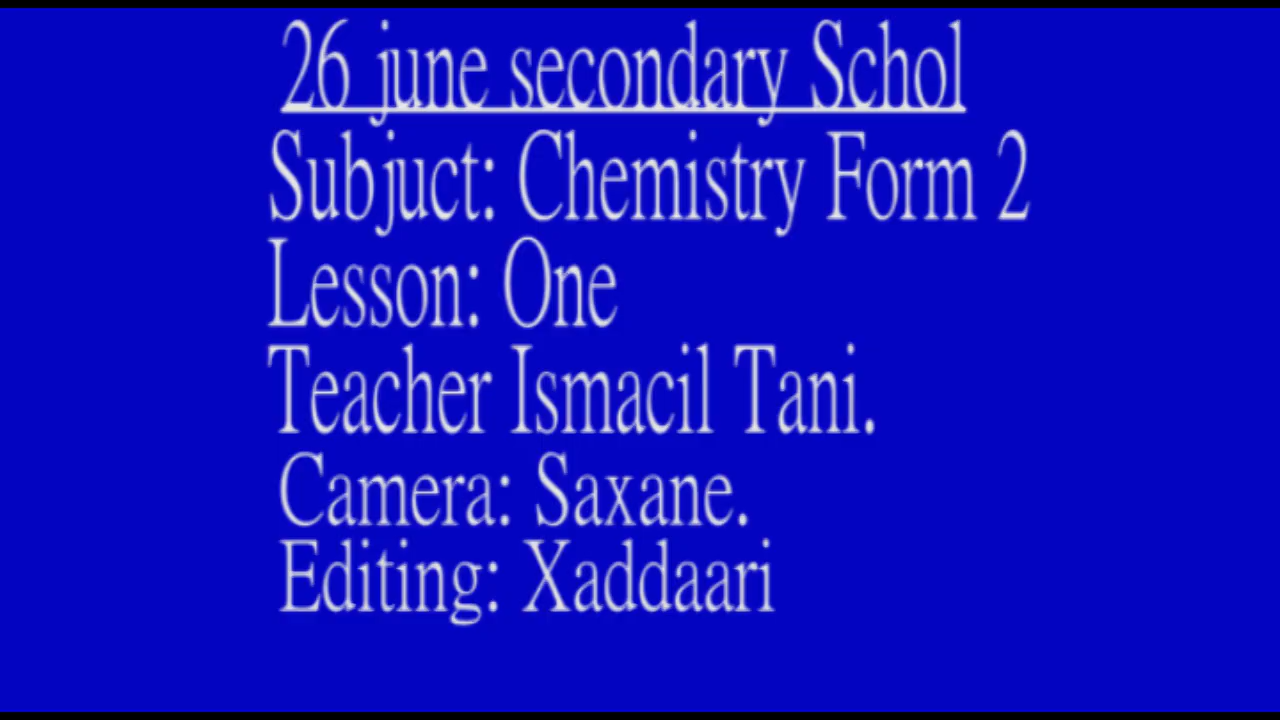 26 june secondary Schol
Subjuct: Chemistry Form 2
Lesson: One
Teacher Ismacil Tani.
Camera: Saxane.
Editing: Xaddaari